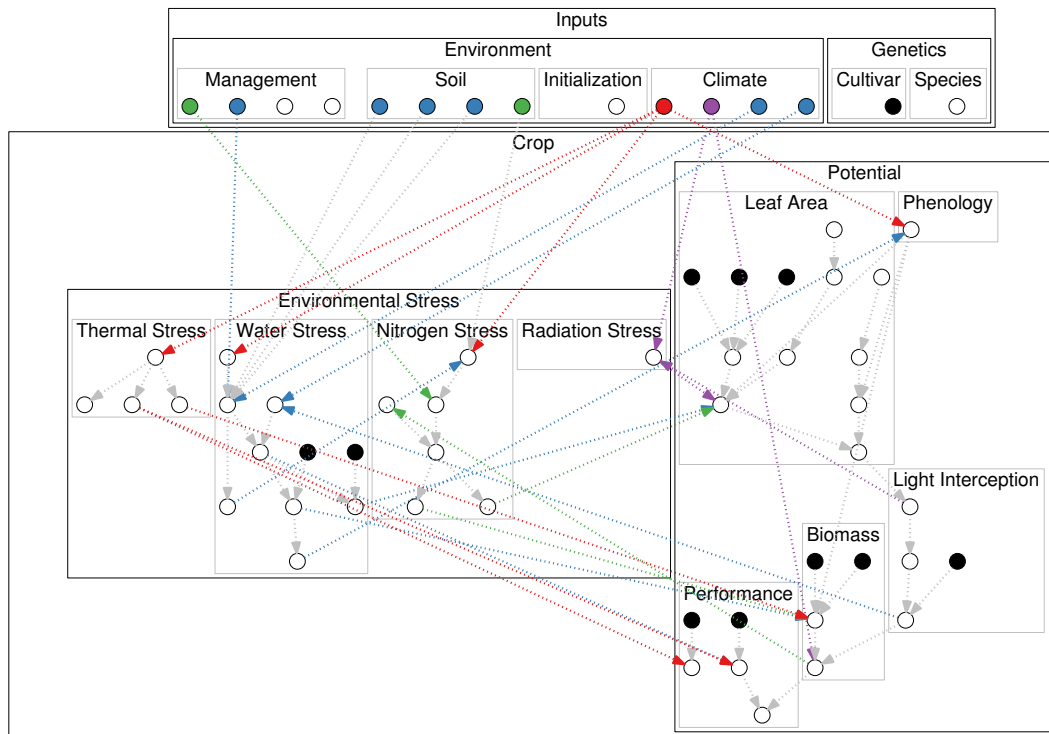 Inputs
Environment
Genetics
Management
Soil
Initialization
Climate
Cultivar
Species
Crop
Potential
Leaf Area
Phenology
Environmental Stress
Thermal Stress
Water Stress
Nitrogen Stress
Radiation Stress
Light Interception
Biomass
Performance